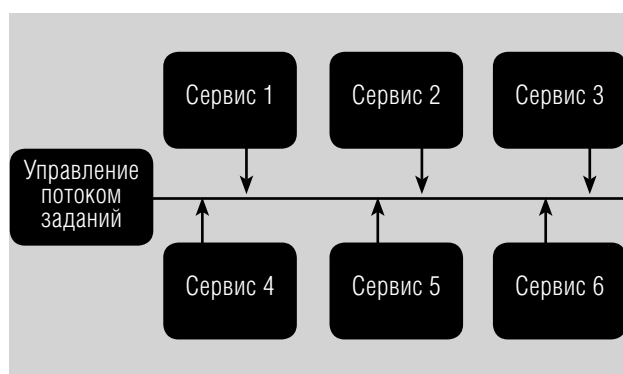 Сервис 1
Сервис 2
Сервис 3
Управление
потоком
заданий
Сервис 4
Сервис 5
Сервис 6